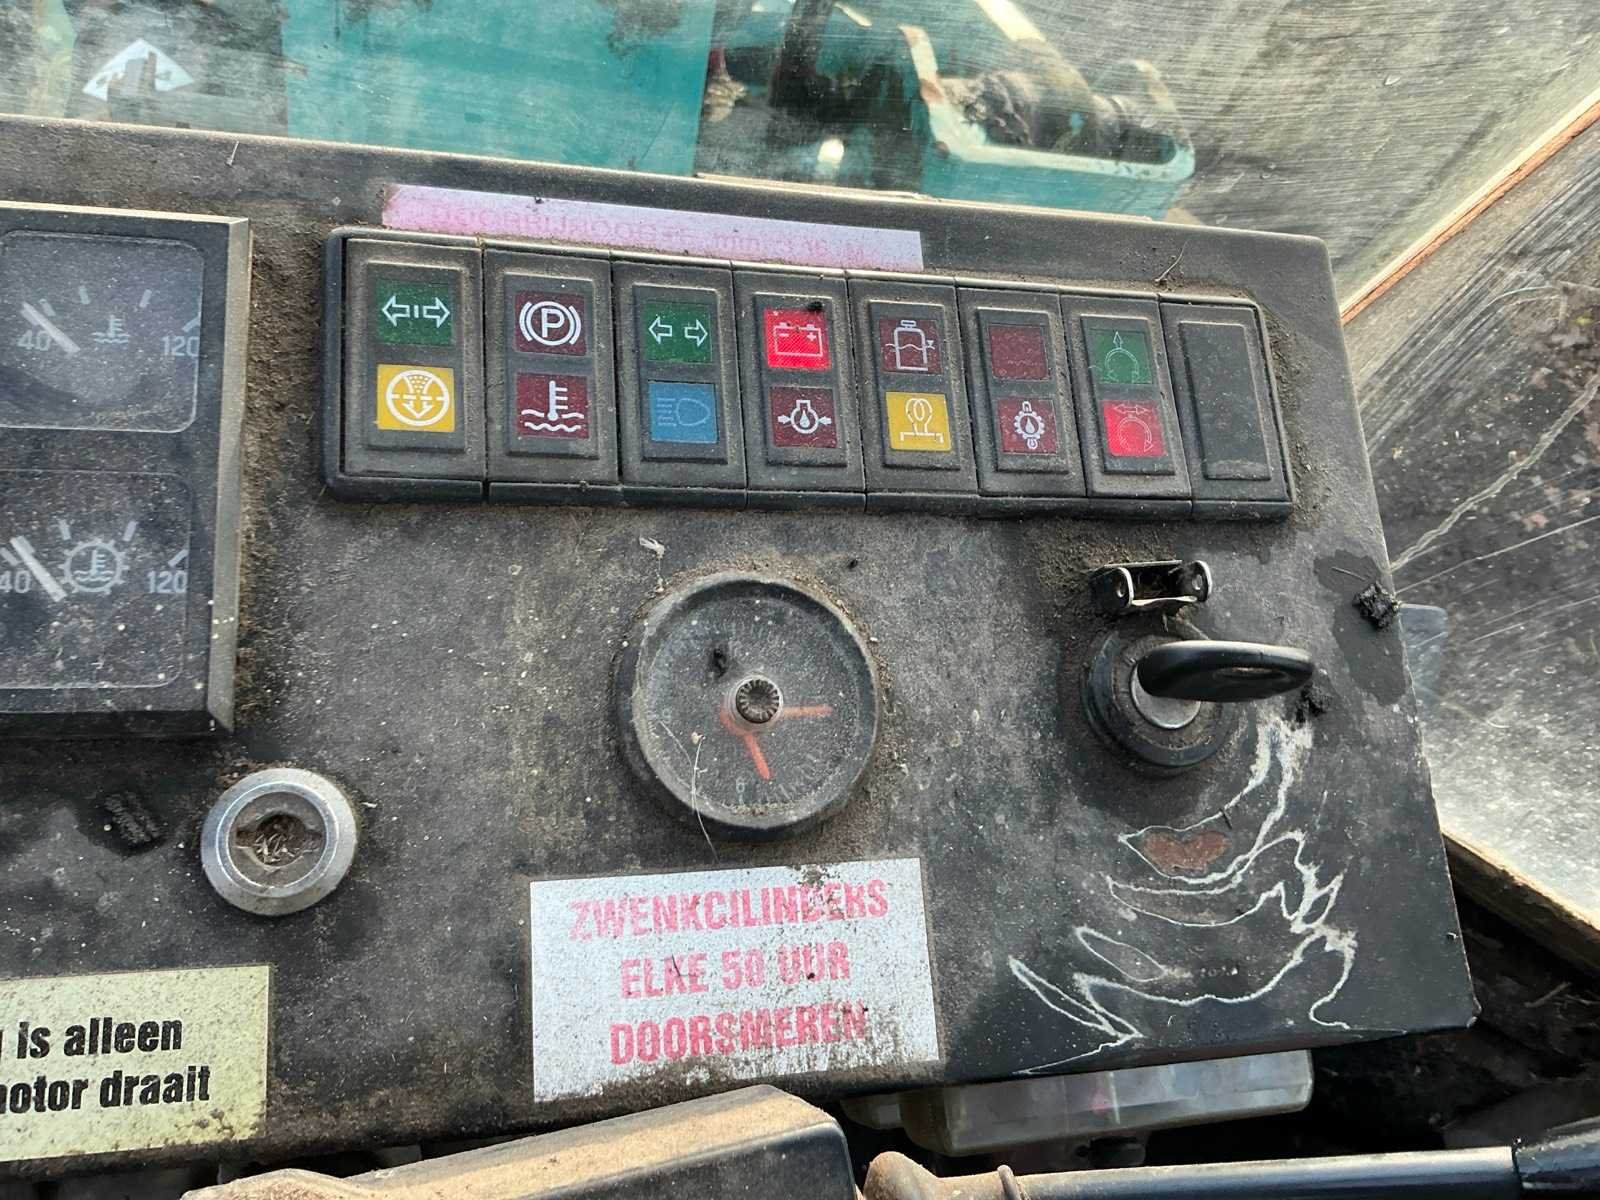 40
120
P
40
120
ZWENKCILINDERS
ELKE 50 UUR
DOORSMEREN
is alleen
motor draait